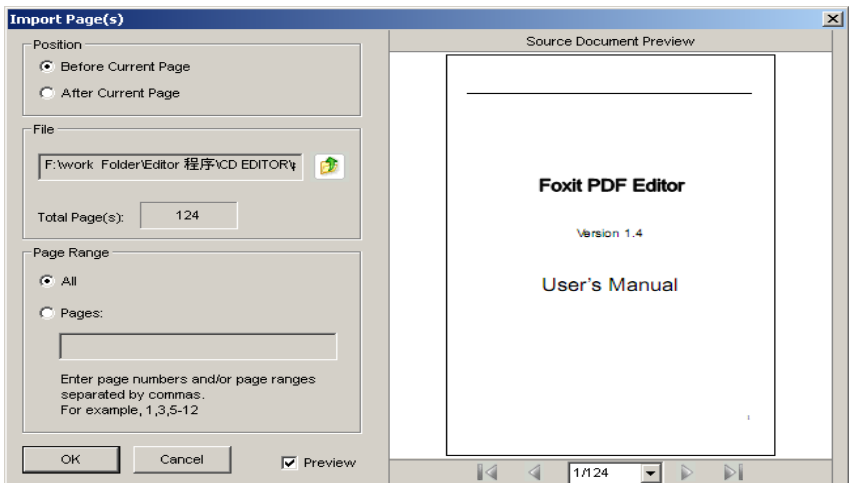 Import Page(s)
Position
Before Current Page
After Current Page
File
F:\work Folder\Editor 程序\CD EDITOR\
Total Page(s):
124
Page Range
All
Pages:
Enter page numbers and/or page ranges
separated by commas.
For example, 1,3,5-12
OK
Cancel
Preview
Source Document Preview
Foxit PDF Editor
Version 1.4
User's Manual
1
1/124